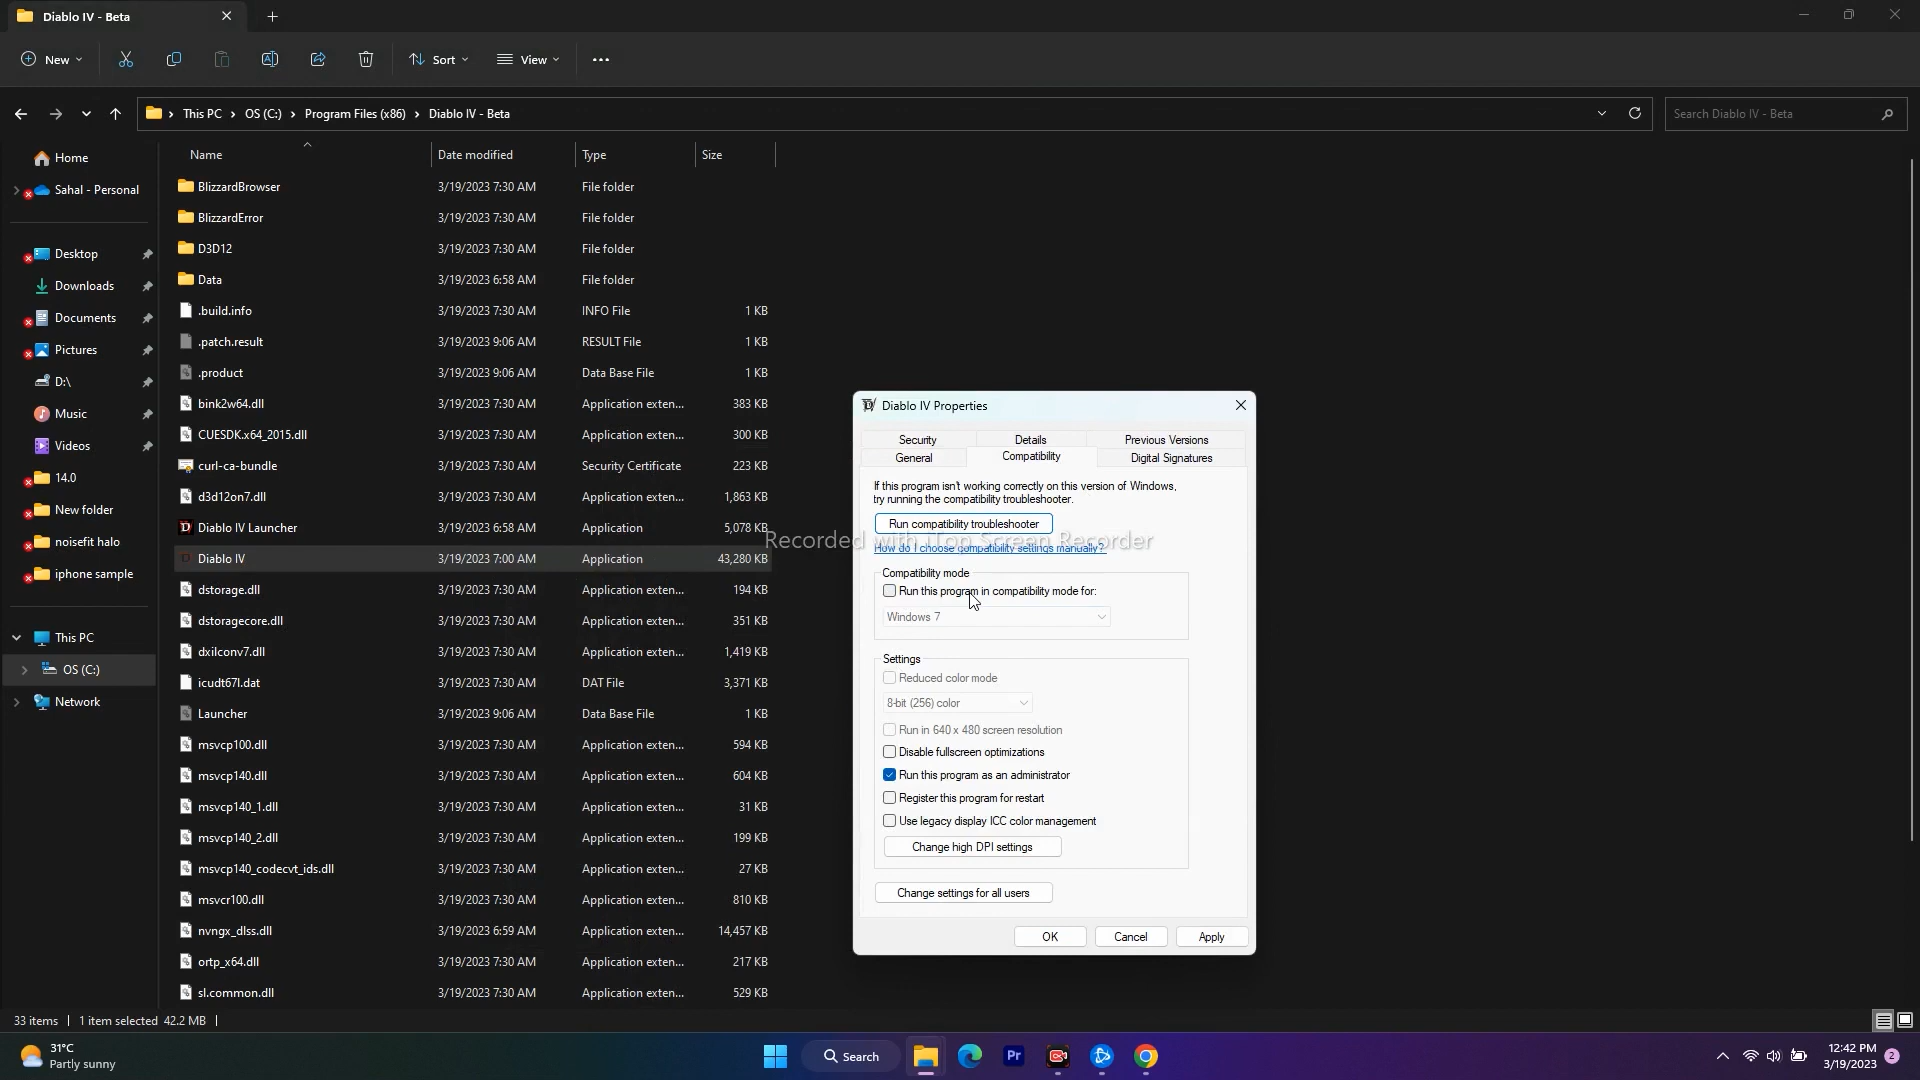 Diablo IV - Beta
New
Sort
View
This PC
OS (C:)
Program Files (x86)
Diablo IV - Beta
Search Diablo IV - Beta
Home
Sahal - Personal
Desktop
Downloads
Documents
Pictures
D:\
Music
Videos
14.0
New folder
noisefit halo
iphone sample
This PC
OS (C:)
Network
Name Date modified Type Size
BlizzardBrowser 3/19/2023 7:30 AM File folder
BlizzardError 3/19/2023 7:30 AM File folder
D3D12 3/19/2023 7:30 AM File folder
Data 3/19/2023 6:58 AM File folder
.build.info 3/19/2023 7:30 AM INFO File 1 KB
.patch.result 3/19/2023 9:06 AM RESULT File 1 KB
.product 3/19/2023 9:06 AM Data Base File 1 KB
bink2w64.dll 3/19/2023 7:30 AM Application exten... 383 KB
CUESDK.x64_2015.dll 3/19/2023 7:30 AM Application exten... 300 KB
curl-ca-bundle 3/19/2023 7:30 AM Security Certificate 223 KB
d3d12on7.dll 3/19/2023 7:30 AM Application exten... 1,863 KB
Diablo IV Launcher 3/19/2023 6:58 AM Application 5,078 KB
Diablo IV 3/19/2023 7:00 AM Application 43,280 KB
dstorage.dll 3/19/2023 7:30 AM Application exten... 194 KB
dstoragecore.dll 3/19/2023 7:30 AM Application exten... 351 KB
dxilconv7.dll 3/19/2023 7:30 AM Application exten... 1,419 KB
icudt67l.dat 3/19/2023 7:30 AM DAT File 3,371 KB
Launcher 3/19/2023 9:06 AM Data Base File 1 KB
msvcp100.dll 3/19/2023 7:30 AM Application exten... 594 KB
msvcp140.dll 3/19/2023 7:30 AM Application exten... 604 KB
msvcp140_1.dll 3/19/2023 7:30 AM Application exten... 31 KB
msvcp140_2.dll 3/19/2023 7:30 AM Application exten... 199 KB
msvcp140_codecvt_ids.dll 3/19/2023 7:30 AM Application exten... 27 KB
msvcr100.dll 3/19/2023 7:30 AM Application exten... 810 KB
nvngx_dlss.dll 3/19/2023 6:59 AM Application exten... 14,457 KB
ortp_x64.dll 3/19/2023 7:30 AM Application exten... 217 KB
sl.common.dll 3/19/2023 7:30 AM Application exten... 529 KB
Diablo IV Properties
Security Details Previous Versions
General Compatibility Digital Signatures
If this program isn't working correctly on this version of Windows,
try running the compatibility troubleshooter.
Run compatibility troubleshooter
Recorded with iTop Screen Recorder
How do I choose compatibility settings manually?
Compatibility mode
Run this program in compatibility mode for:
Windows 7
Settings
Reduced color mode
8-bit (256) color
Run in 640 x 480 screen resolution
Disable fullscreen optimizations
Run this program as an administrator
Register this program for restart
Use legacy display ICC color management
Change high DPI settings
Change settings for all users
OK Cancel Apply
33 items 1 item selected 42.2 MB
31°C
Partly sunny
Search
Pr
12:42 PM
3/19/2023
2